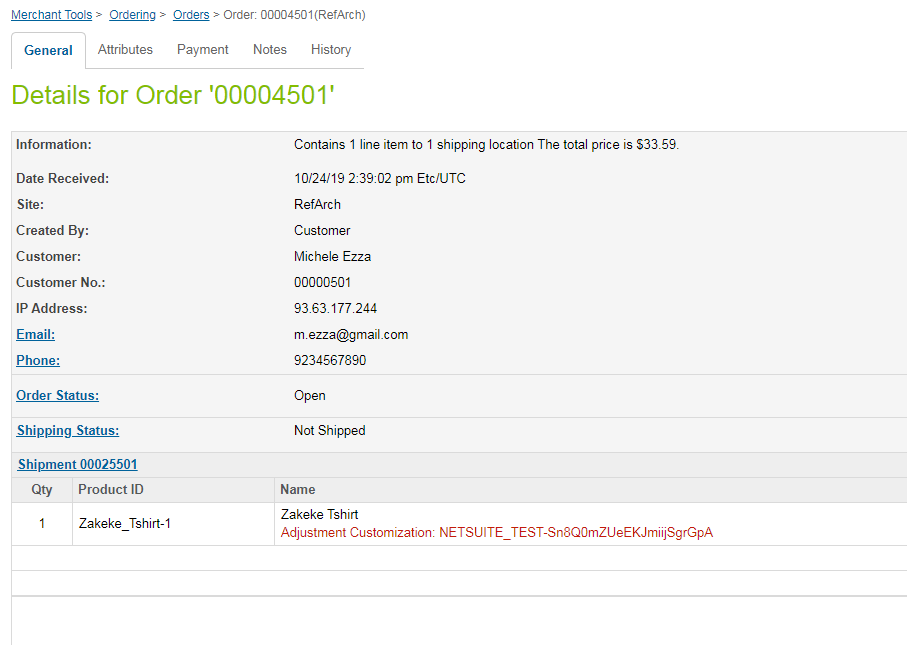 Merchant Tools > Ordering > Orders > Order: 00004501(RefArch)
General Attributes Payment Notes History
Details for Order '00004501'
Information: Contains 1 line item to 1 shipping location The total price is $33.59.
Date Received: 10/24/19 2:39:02 pm Etc/UTC
Site: RefArch
Created By: Customer
Customer: Michele Ezza
Customer No.: 00000501
IP Address: 93.63.177.244
Email: m.ezza@gmail.com
Phone: 9234567890
Order Status: Open
Shipping Status: Not Shipped
Shipment 00025501
Qty Product ID Name
1 Zakeke_Tshirt-1 Zakeke Tshirt
Adjustment Customization: NETSUITE_TEST-Sn8Q0mZUeEKJmiijSgrGpA